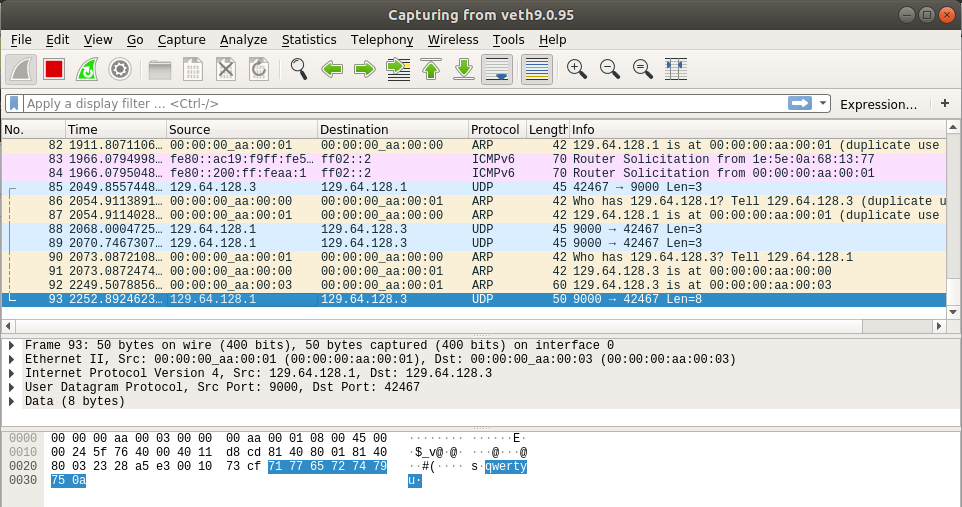 Capturing from veth9.0.95
File Edit View Go Capture Analyze Statistics Telephony Wireless Tools Help
Apply a display filter ... <Ctrl-/> Expression... +
No. Time Source Destination Protocol Length Info
82 1911.8071106… 00:00:00_aa:00:01 00:00:00_aa:00:00 ARP 42 129.64.128.1 is at 00:00:00:aa:00:01 (duplicate use
83 1966.0794998… fe80::ac19:f9ff:fe5… ff02::2 ICMPv6 70 Router Solicitation from 1e:5e:0a:68:13:77
84 1966.0795048… fe80::200:ff:feaa:1 ff02::2 ICMPv6 70 Router Solicitation from 00:00:00:aa:00:01
85 2049.8557448… 129.64.128.3 129.64.128.1 UDP 45 42467 → 9000 Len=3
86 2054.9113891… 00:00:00_aa:00:00 00:00:00_aa:00:01 ARP 42 Who has 129.64.128.1? Tell 129.64.128.3 (duplicate u
87 2054.9114028… 00:00:00_aa:00:01 00:00:00_aa:00:00 ARP 42 129.64.128.1 is at 00:00:00:aa:00:01 (duplicate use
88 2068.0004725… 129.64.128.1 129.64.128.3 UDP 45 9000 → 42467 Len=3
89 2070.7467307… 129.64.128.1 129.64.128.3 UDP 45 9000 → 42467 Len=3
90 2073.0872108… 00:00:00_aa:00:01 00:00:00_aa:00:00 ARP 42 Who has 129.64.128.3? Tell 129.64.128.1
91 2073.0872474… 00:00:00_aa:00:00 00:00:00_aa:00:01 ARP 42 129.64.128.3 is at 00:00:00:aa:00:00
92 2249.5078856… 00:00:00_aa:00:03 00:00:00_aa:00:01 ARP 60 129.64.128.3 is at 00:00:00:aa:00:03
93 2252.8924623… 129.64.128.1 129.64.128.3 UDP 50 9000 → 42467 Len=8
Frame 93: 50 bytes on wire (400 bits), 50 bytes captured (400 bits) on interface 0
Ethernet II, Src: 00:00:00_aa:00:01 (00:00:00:aa:00:01), Dst: 00:00:00_aa:00:03 (00:00:00:aa:00:03)
Internet Protocol Version 4, Src: 129.64.128.1, Dst: 129.64.128.3
User Datagram Protocol, Src Port: 9000, Dst Port: 42467
Data (8 bytes)
0000 00 00 00 aa 00 03 00 00 00 aa 00 01 08 00 45 00 ········ ······E·
0010 00 24 5f 76 40 00 40 11 d8 cd 81 40 80 01 81 40 ·$_v@·@· ···@···@
0020 80 03 23 28 a5 e3 00 10 73 cf 71 77 65 72 74 79 ··#(···· s·qwerty
0030 75 0a u·